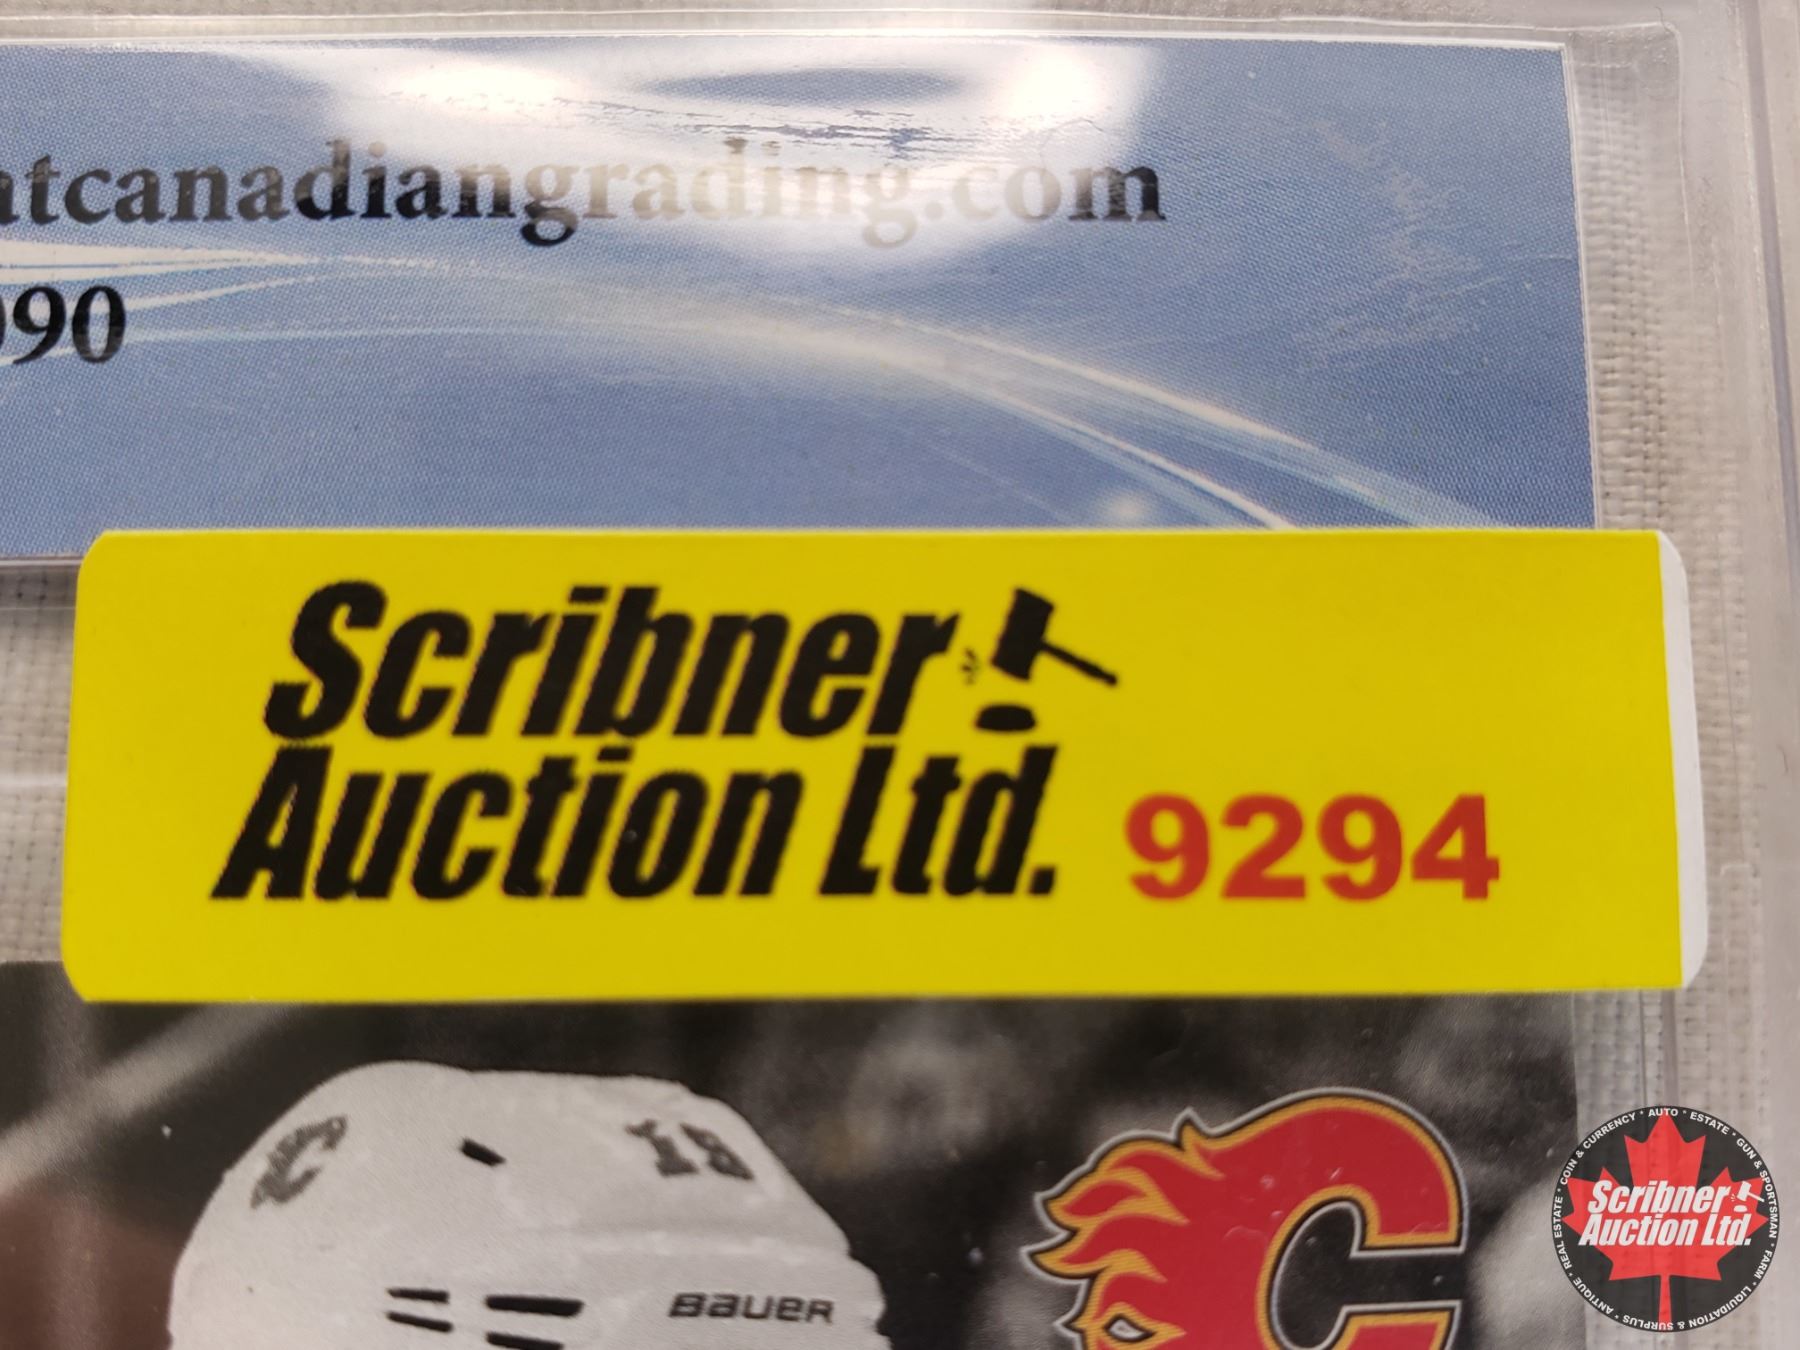 atcanadiangrading.com
90
Scribner
Auction Ltd. 9294
C 18
BAUER
C
REAL ESTATE * COIN & CURRENCY * AUTO * ESTATE * GUN & SPORTSMAN * FARM * LIQUIDATION & SURPLUS * ANTIQUE *
Scribner
Auction Ltd.